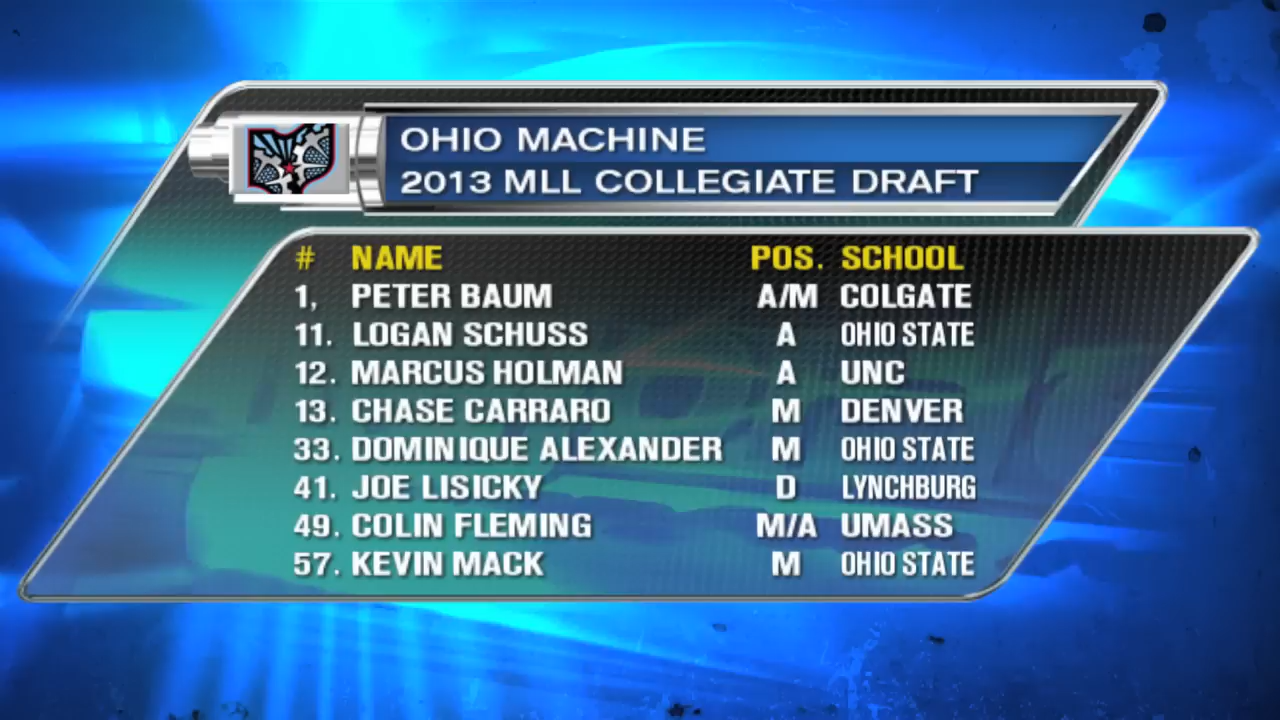 OHIO MACHINE
2013 MLL COLLEGIATE DRAFT
# NAME POS. SCHOOL
1, PETER BAUM A/M COLGATE
11. LOGAN SCHUSS A OHIO STATE
12. MARCUS HOLMAN A UNC
13. CHASE CARRARO M DENVER
33. DOMINIQUE ALEXANDER M OHIO STATE
41. JOE LISICKY D LYNCHBURG
49. COLIN FLEMING M/A UMASS
57. KEVIN MACK M OHIO STATE